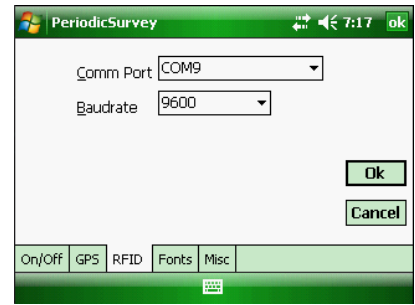 PeriodicSurvey 7:17 ok
Comm Port COM9
Baudrate 9600
Ok
Cancel
On/Off GPS RFID Fonts Misc